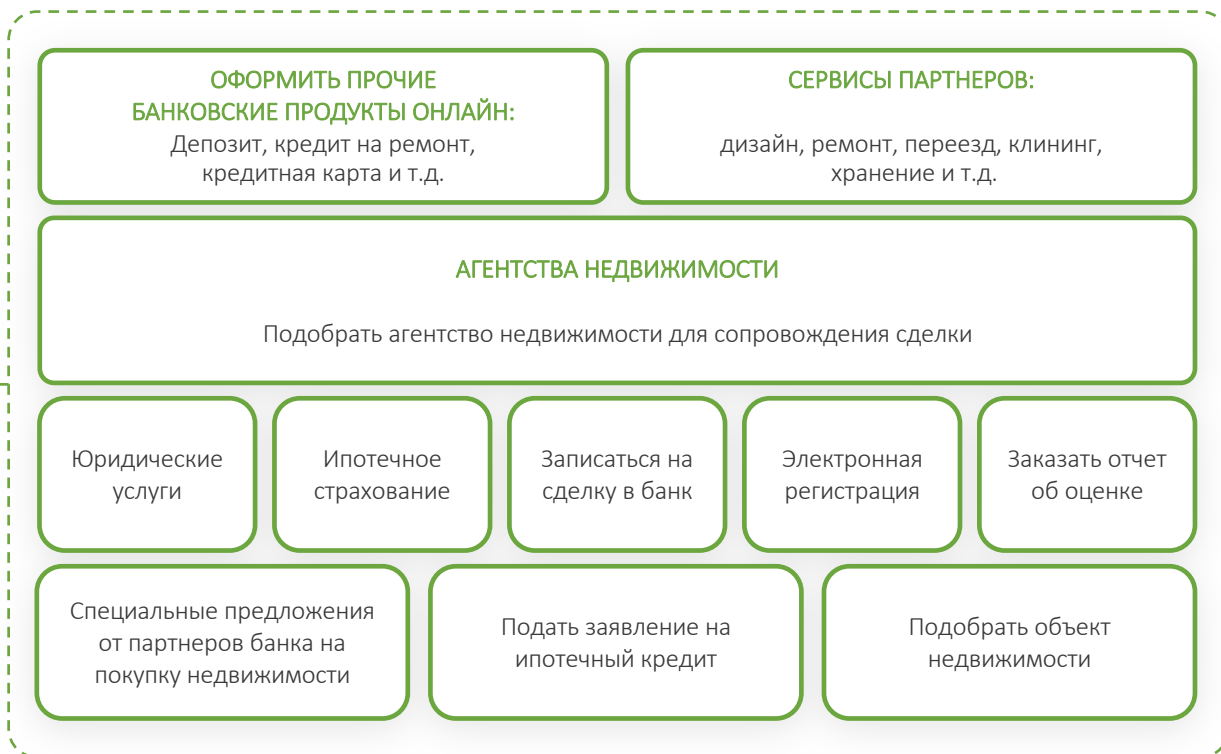 ОФОРМИТЬ ПРОЧИЕ
БАНКОВСКИЕ ПРОДУКТЫ ОНЛАЙН:
Депозит, кредит на ремонт,
кредитная карта и т.д.
СЕРВИСЫ ПАРТНЕРОВ:
дизайн, ремонт, переезд, клининг,
хранение и т.д.
АГЕНТСТВА НЕДВИЖИМОСТИ
Подобрать агентство недвижимости для сопровождения сделки
Юридические
услуги
Ипотечное
страхование
Записаться на
сделку в банк
Электронная
регистрация
Заказать отчет
об оценке
Специальные предложения
от партнеров банка на
покупку недвижимости
Подать заявление на
ипотечный кредит
Подобрать объект
недвижимости